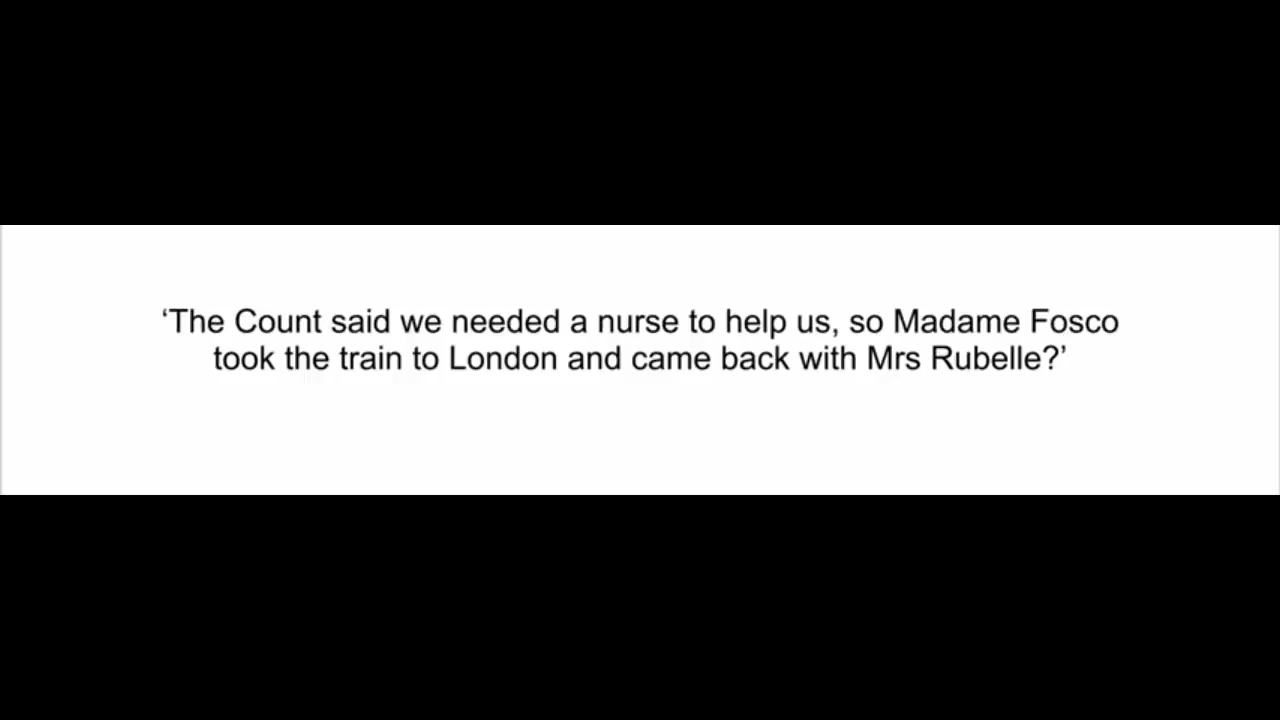 ‘The Count said we needed a nurse to help us, so Madame Fosco
took the train to London and came back with Mrs Rubelle?’